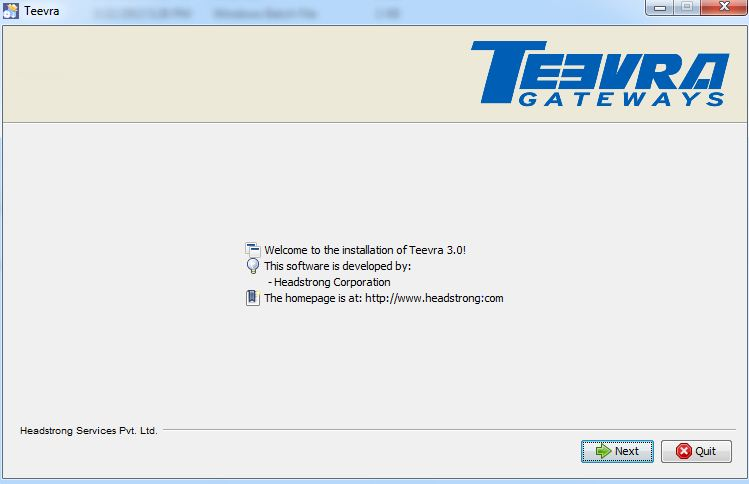 Teevra
TEEVRA
GATEWAYS
Welcome to the installation of Teevra 3.0!
This software is developed by:
- Headstrong Corporation
The homepage is at: http://www.headstrong.com
Headstrong Services Pvt. Ltd.
Next
Quit